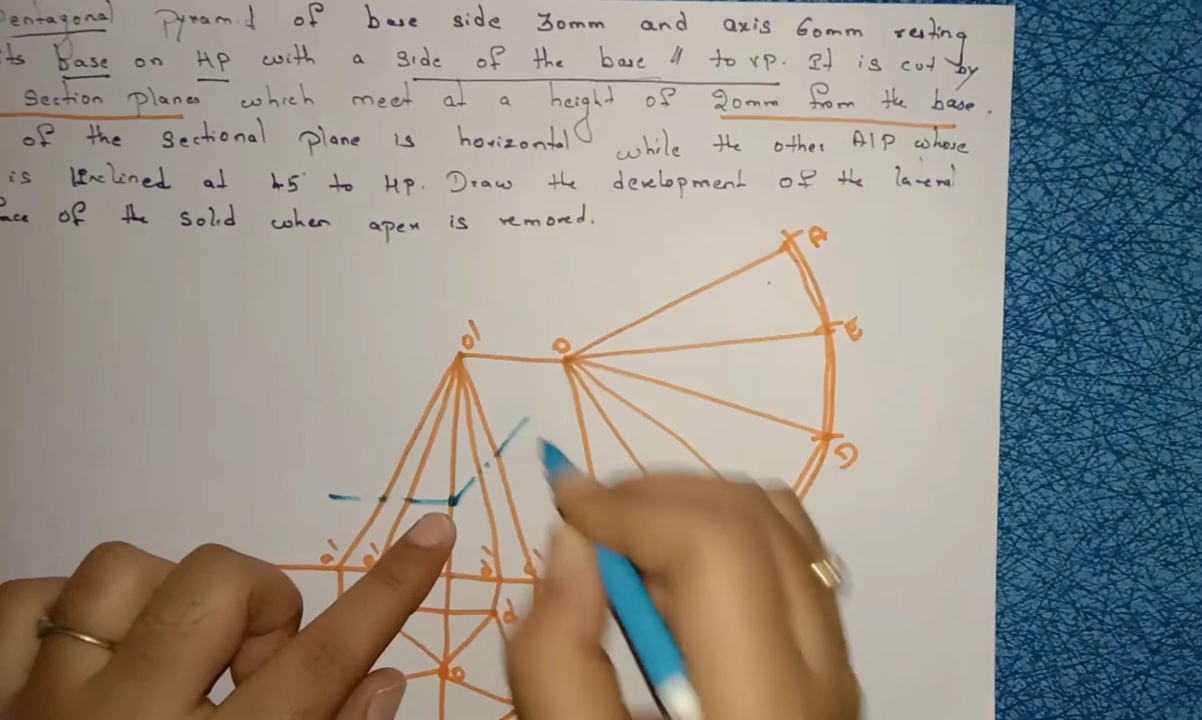 entagonal pyramid of base side 30mm and axis 60mm resting
its Base on HP with a side of the base || to VP. It is cut by
Section planes which meet at a height of 20mm from the base.
of the sectional plane is horizontal while the other AIP whose
is Inclined at 45° to HP. Draw the development of the lateral
face of the solid when apex is removed.
A
O' O E
D
a' e' d' c'
d
O